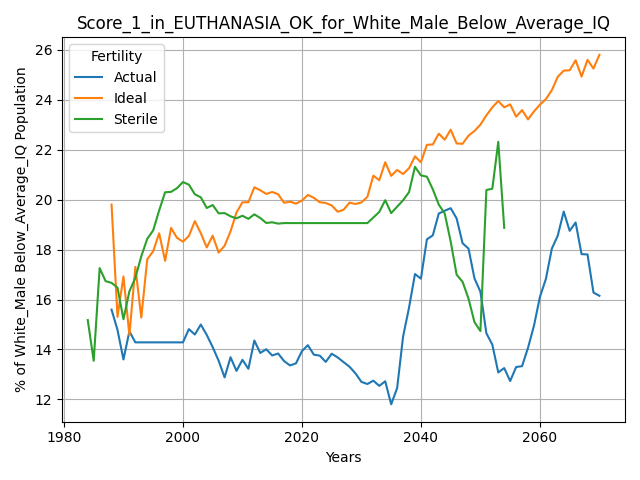 Score_1_in_EUTHANASIA_OK_for_White_Male_Below_Average_IQ
Fertility
Actual
Ideal
Sterile
% of White_Male Below_Average_IQ Population
26
24
22
20
18
16
14
12
1980 2000 2020 2040 2060
Years